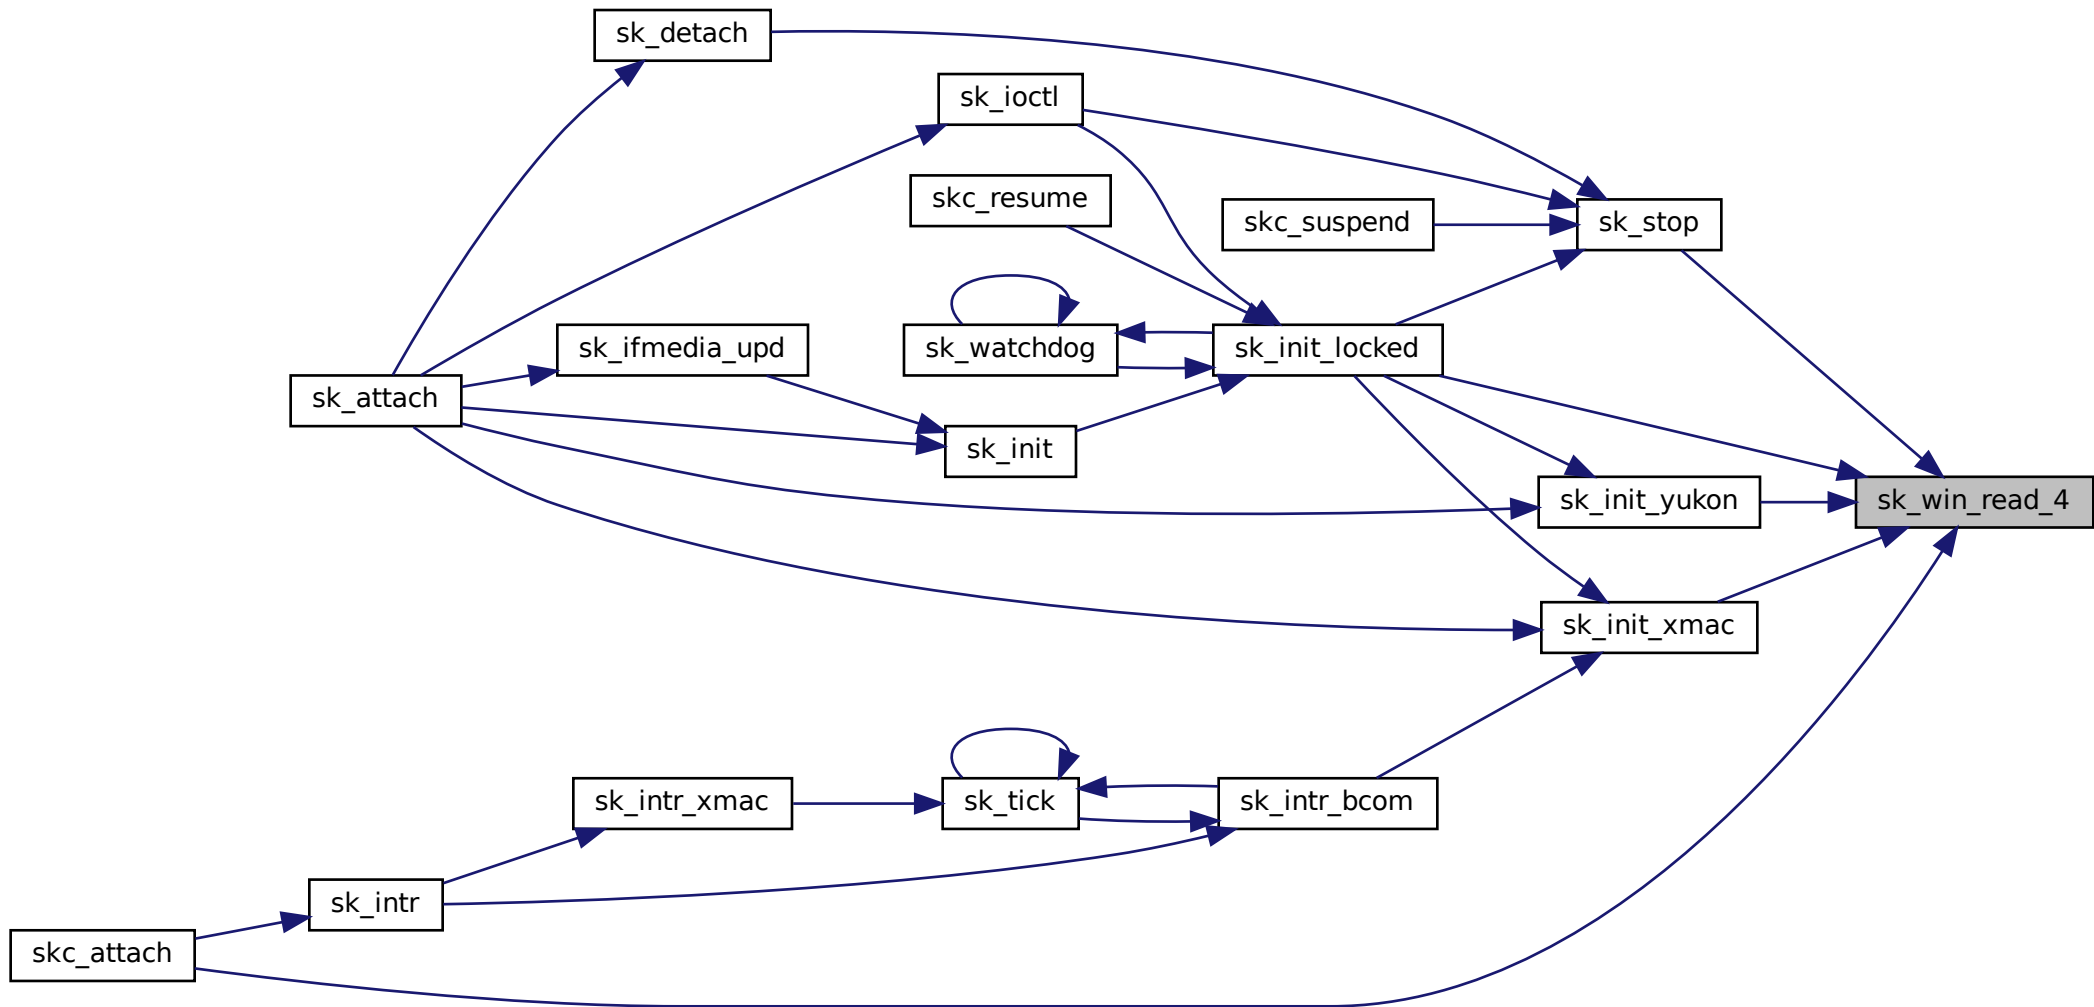 sk_detach
sk_ioctl
skc_resume
skc_suspend
sk_stop
sk_ifmedia_upd
sk_watchdog
sk_init_locked
sk_attach
sk_init
sk_init_yukon
sk_win_read_4
sk_init_xmac
sk_intr_xmac
sk_tick
sk_intr_bcom
sk_intr
skc_attach